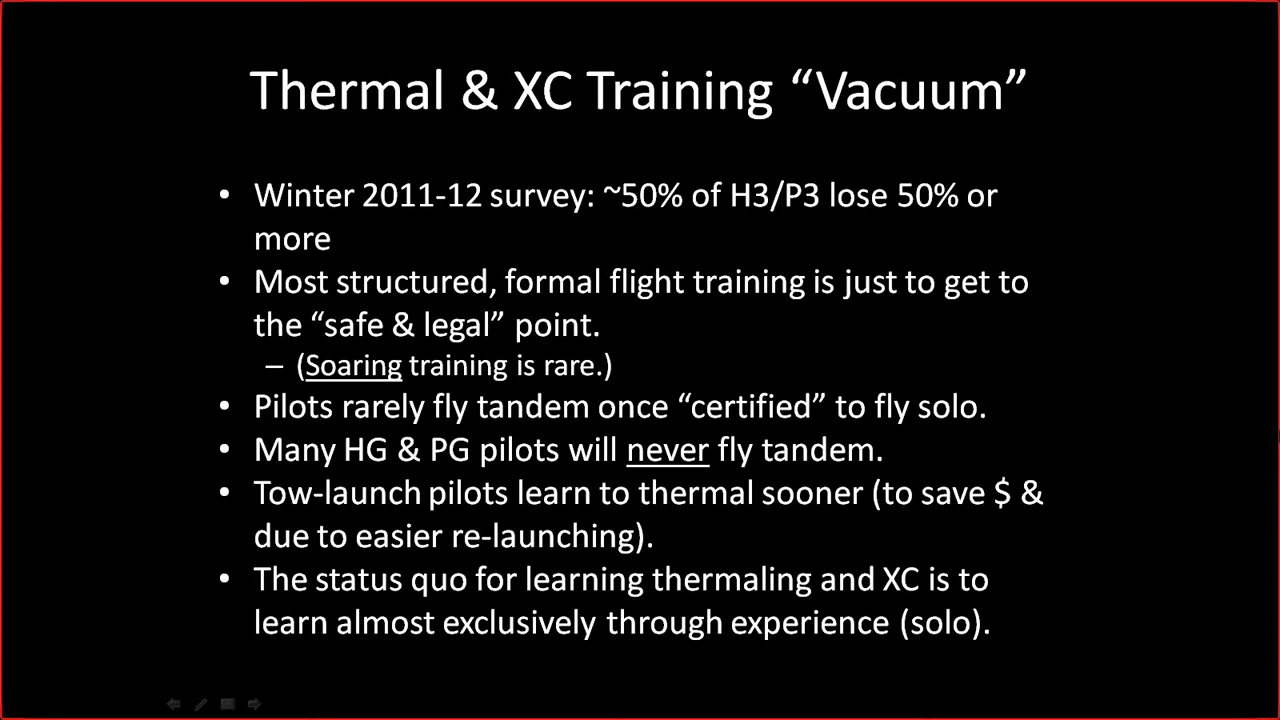 Thermal & XC Training “Vacuum”
• Winter 2011-12 survey: ~50% of H3/P3 lose 50% or
more
• Most structured, formal flight training is just to get to
the “safe & legal” point.
– (Soaring training is rare.)
• Pilots rarely fly tandem once “certified” to fly solo.
• Many HG & PG pilots will never fly tandem.
• Tow-launch pilots learn to thermal sooner (to save $ &
due to easier re-launching).
• The status quo for learning thermaling and XC is to
learn almost exclusively through experience (solo).